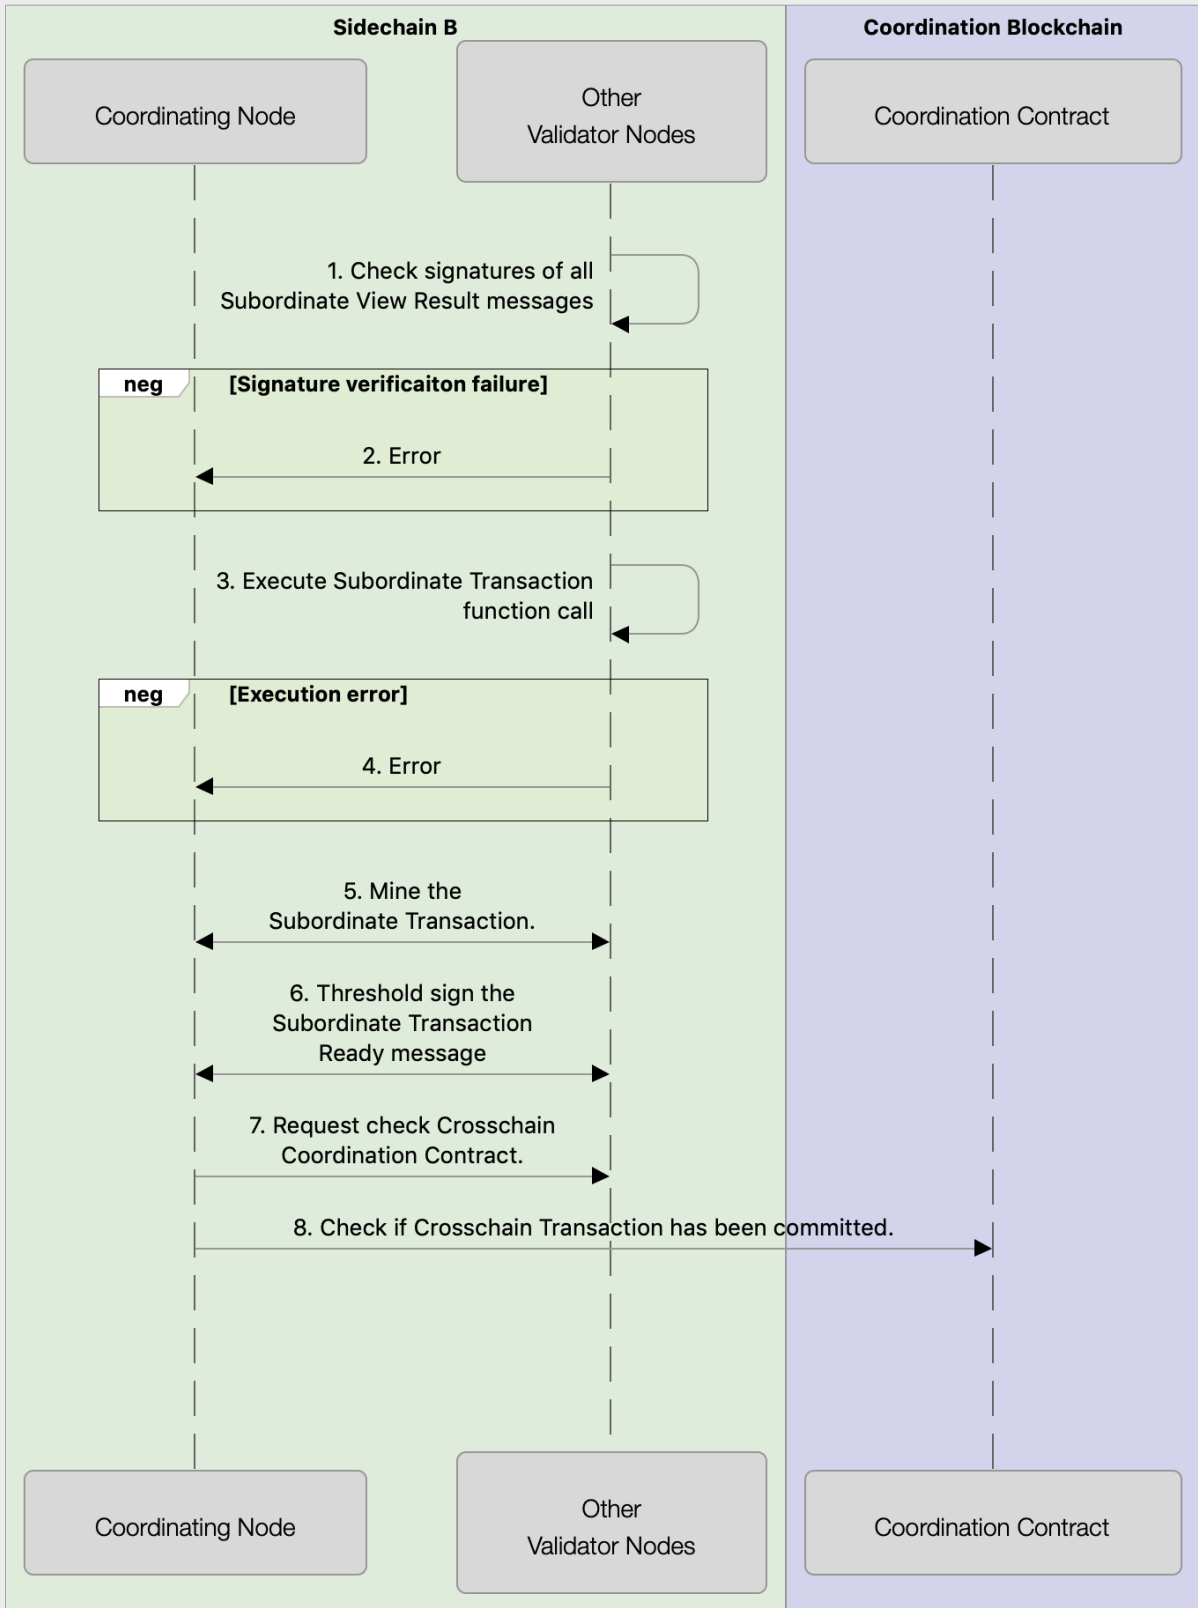 Sidechain B
Coordination Blockchain
Coordinating Node
Other
Validator Nodes
Coordination Contract
1. Check signatures of all
Subordinate View Result messages
neg
[Signature verificaiton failure]
2. Error
3. Execute Subordinate Transaction
function call
neg
[Execution error]
4. Error
5. Mine the
Subordinate Transaction.
6. Threshold sign the
Subordinate Transaction
Ready message
7. Request check Crosschain
Coordination Contract.
8. Check if Crosschain Transaction has been committed.
Coordinating Node
Other
Validator Nodes
Coordination Contract